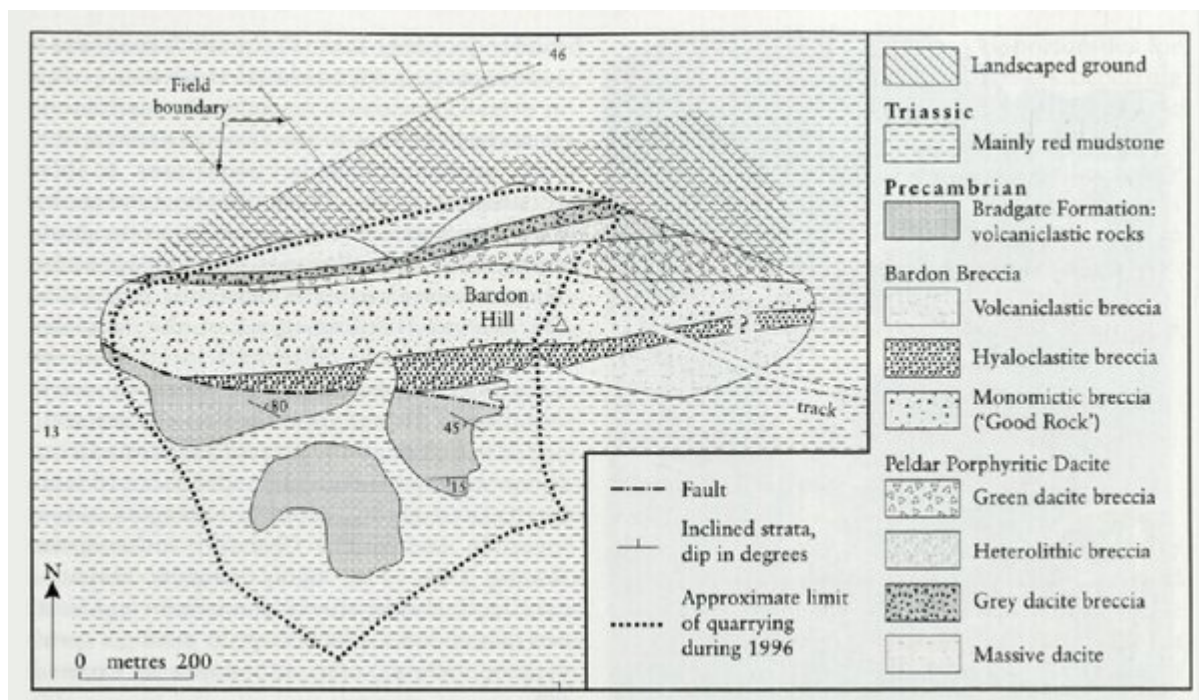 46
Field
boundary
Bardon
Hill
80
45
15
13
track
N
0 metres 200
Fault
Inclined strata,
dip in degrees
Approximate limit
of quarrying
during 1996
Landscaped ground
Triassic
Mainly red mudstone
Precambrian
Bradgate Formation:
volcaniclastic rocks
Bardon Breccia
Volcaniclastic breccia
Hyaloclastite breccia
Monomictic breccia
('Good Rock')
Peldar Porphyritic Dacite
Green dacite breccia
Heterolithic breccia
Grey dacite breccia
Massive dacite
?